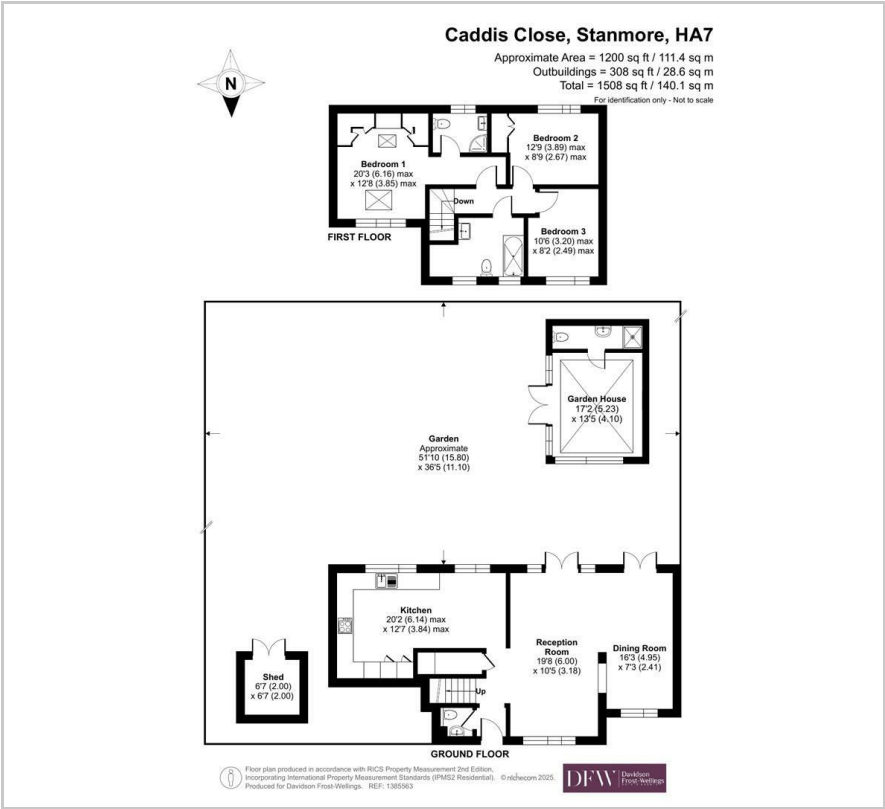 Caddis Close, Stanmore, HA7
Approximate Area = 1200 sq ft / 111.4 sq m
Outbuildings = 308 sq ft / 28.6 sq m
Total = 1508 sq ft / 140.1 sq m
For identification only - Not to scale
N
Bedroom 1
20'3 (6.16) max
x 12'8 (3.85) max
Bedroom 2
12'9 (3.89) max
x 8'9 (2.67) max
Down
Bedroom 3
10'6 (3.20) max
x 8'2 (2.49) max
FIRST FLOOR
Garden House
17'2 (5.23)
x 13'5 (4.10)
Garden
Approximate
51'10 (15.80)
x 36'5 (11.10)
Kitchen
20'2 (6.14) max
x 12'7 (3.84) max
Reception
Room
19'8 (6.00)
x 10'5 (3.18)
Dining Room
16'3 (4.95)
x 7'3 (2.41)
Shed
6'7 (2.00)
x 6'7 (2.00)
Up
GROUND FLOOR
Floor plan produced in accordance with RICS Property Measurement 2nd Edition,
Incorporating International Property Measurement Standards (IPMS2 Residential). © nichecom 2025.
Produced for Davidson Frost-Wellings. REF: 1385563
DFW
Davidson
Frost-Wellings